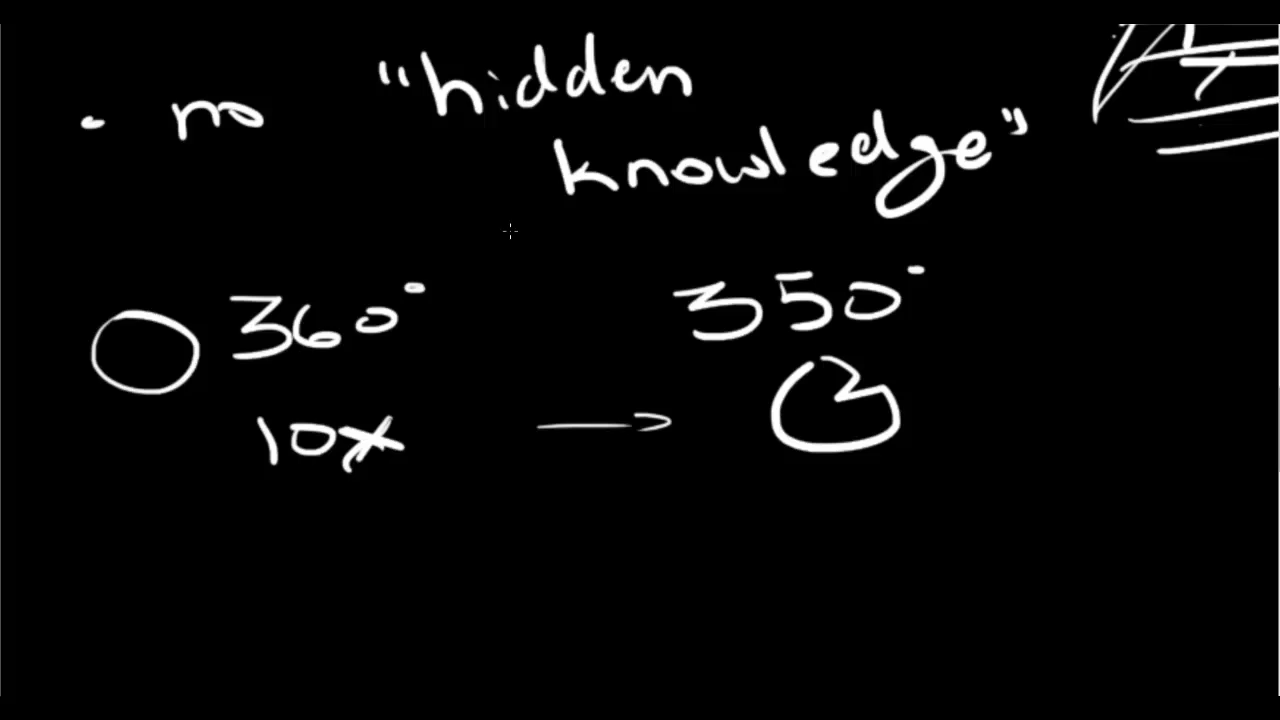 • no "hidden
knowledge"
360° 350°
10x →